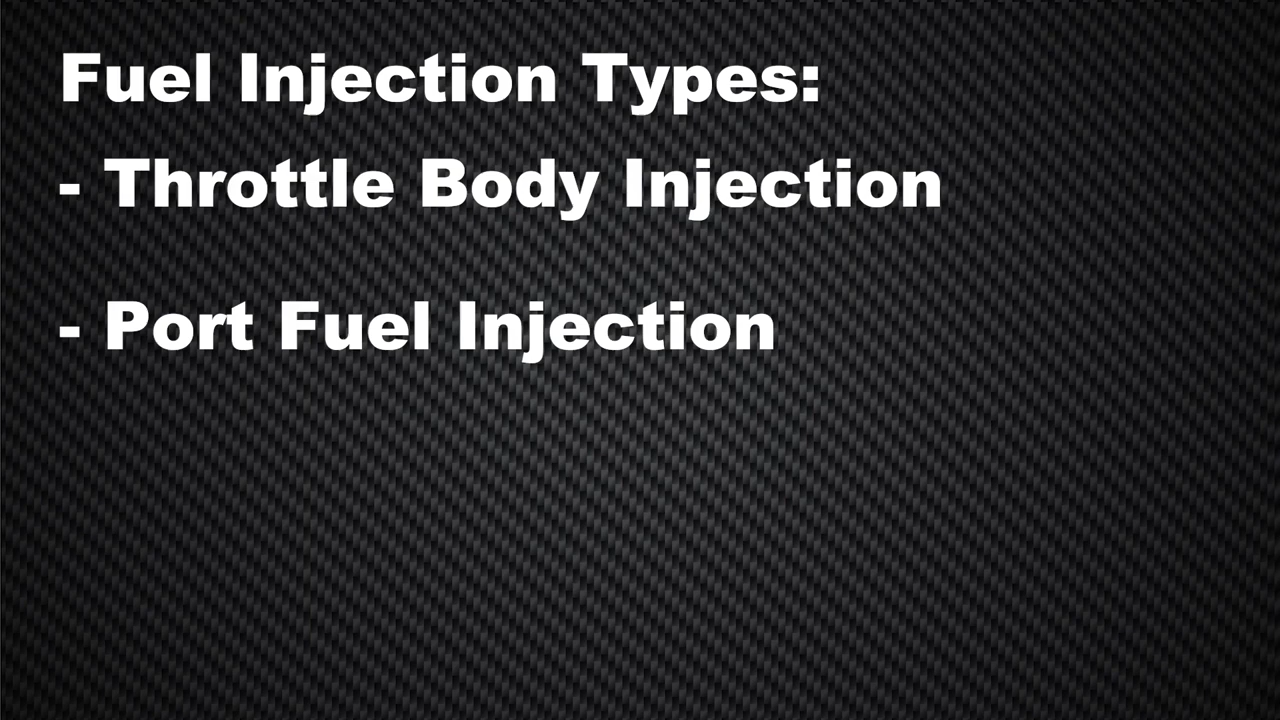 Fuel Injection Types:
- Throttle Body Injection
- Port Fuel Injection